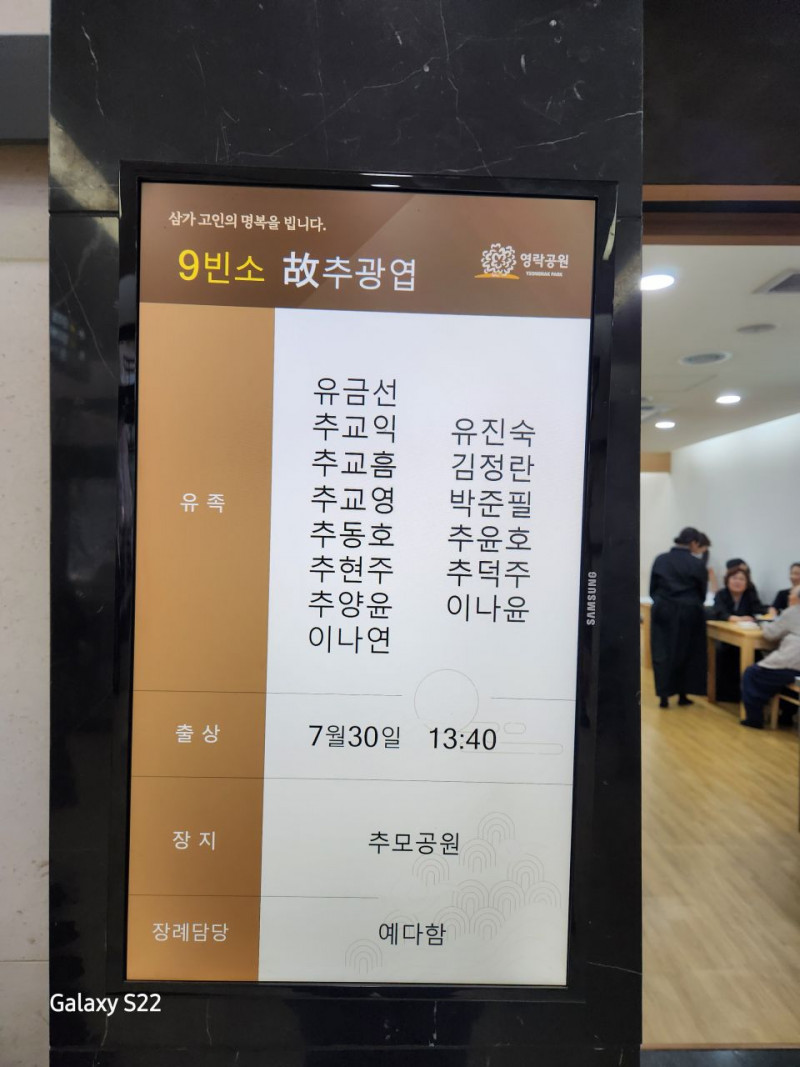 삼가 고인의 명복을 빕니다.
9빈소 故추광엽
영락공원
YOUNGRAK PARK
유족
유금선
추교익 유진숙
추교흠 김정란
추교영 박준필
추동호 추윤호
추현주 추덕주
추양윤 이나윤
이나연
출상 7월30일 13:40
장지 추모공원
장례담당 예다함
SAMSUNG
Galaxy S22